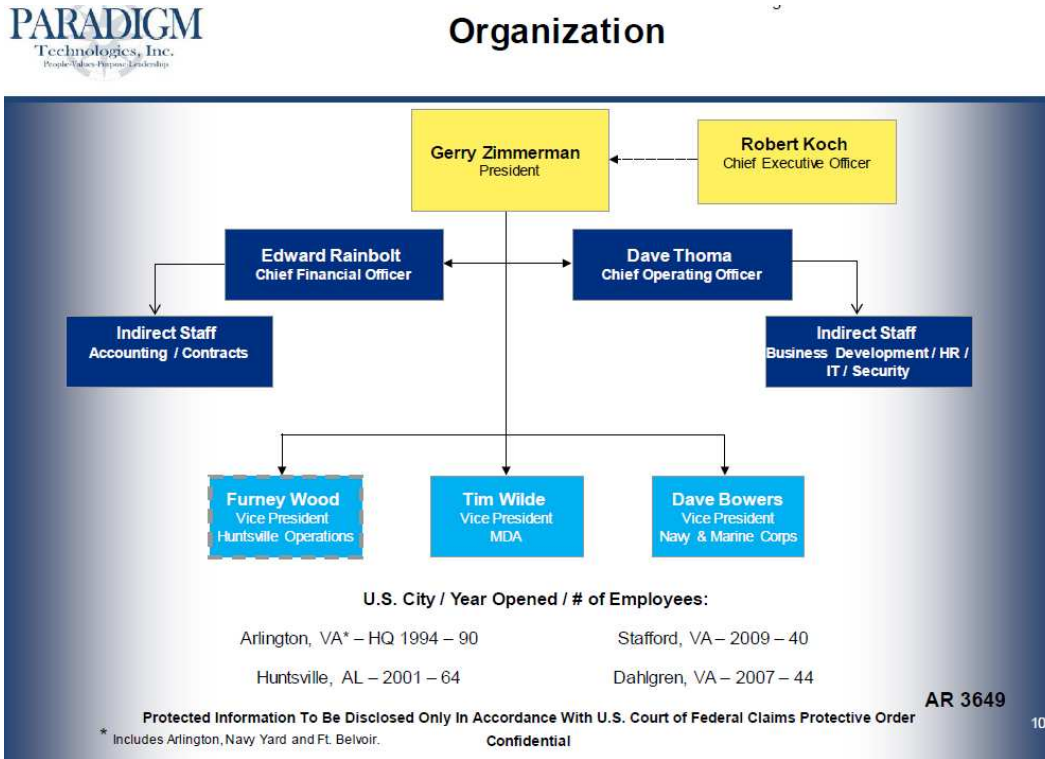 PARADIGM
Technologies, Inc.
People-Values-Purpose-Leadership
Organization
Gerry Zimmerman
President
Robert Koch
Chief Executive Officer
Edward Rainbolt
Chief Financial Officer
Dave Thoma
Chief Operating Officer
Indirect Staff
Accounting / Contracts
Indirect Staff
Business Development / HR /
IT / Security
Furney Wood
Vice President
Huntsville Operations
Tim Wilde
Vice President
MDA
Dave Bowers
Vice President
Navy & Marine Corps
U.S. City / Year Opened / # of Employees:
Arlington, VA* – HQ 1994 – 90
Stafford, VA – 2009 – 40
Huntsville, AL – 2001 – 64
Dahlgren, VA – 2007 – 44
AR 3649
Protected Information To Be Disclosed Only In Accordance With U.S. Court of Federal Claims Protective Order
10
* Includes Arlington, Navy Yard and Ft. Belvoir.
Confidential